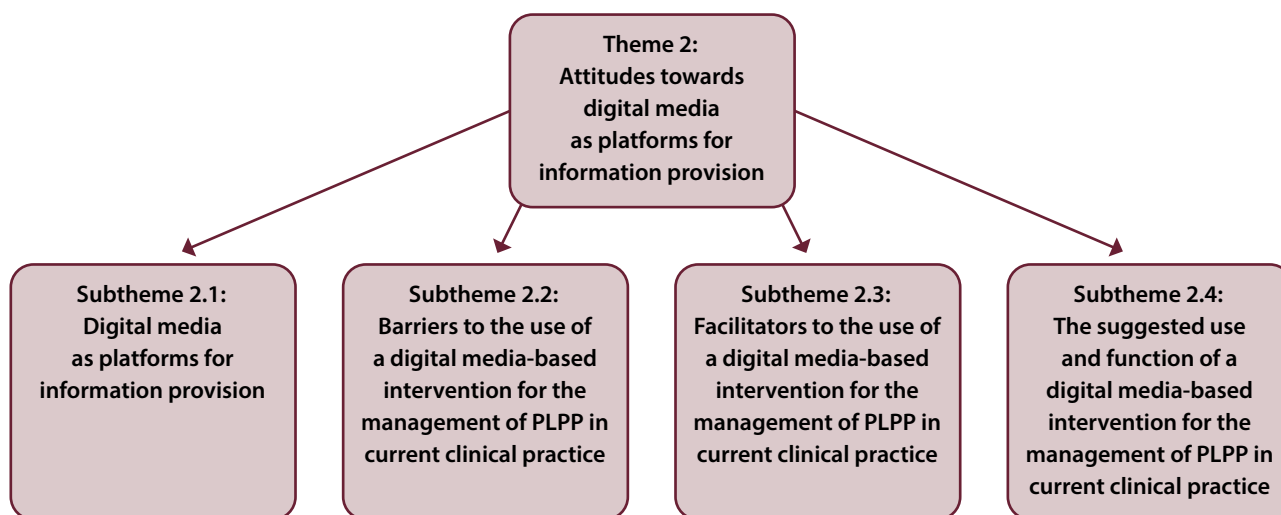 Theme 2:
Attitudes towards
digital media
as platforms for
information provision
Subtheme 2.1:
Digital media
as platforms for
information provision
Subtheme 2.2:
Barriers to the use of
a digital media-based
intervention for the
management of PLPP in
current clinical practice
Subtheme 2.3:
Facilitators to the use of
a digital media-based
intervention for the
management of PLPP in
current clinical practice
Subtheme 2.4:
The suggested use
and function of a
digital media-based
intervention for the
management of PLPP in
current clinical practice